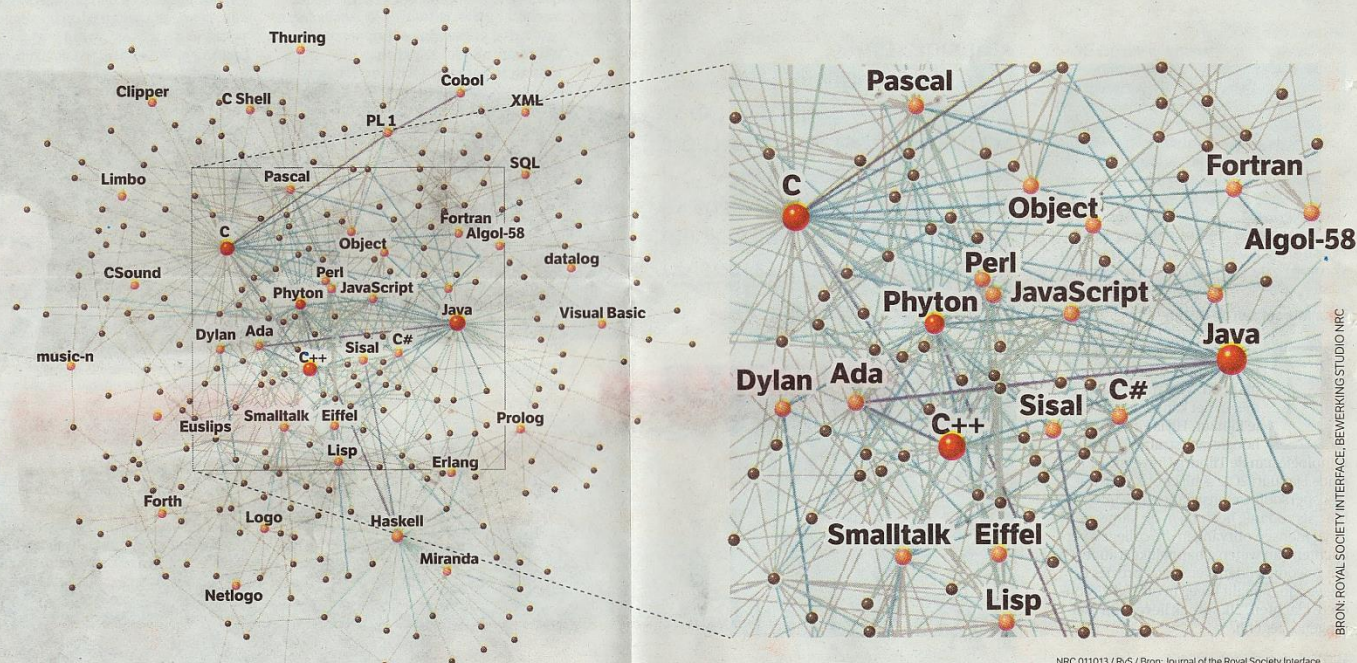 Thuring
Cobol
Clipper
C Shell
XML
PL 1
SQL
Limbo
Pascal
Fortran
C
Algol-58
Object
datalog
CSound
Perl
Phyton
JavaScript
Java
Visual Basic
Dylan
Ada
C++
Sisal
C#
music-n
Smalltalk
Eiffel
Prolog
Euslips
Lisp
Erlang
Forth
Logo
Haskell
Miranda
Netlogo
Pascal
C
Fortran
Object
Algol-58
Perl
Phyton
JavaScript
Java
Dylan
Ada
C#
Sisal
C++
Smalltalk
Eiffel
Lisp
BRON: ROYAL SOCIETY INTERFACE, BEWERKING STUDIO NRC
NRC 011013 / RvS / Bron: Journal of the Royal Society Interface